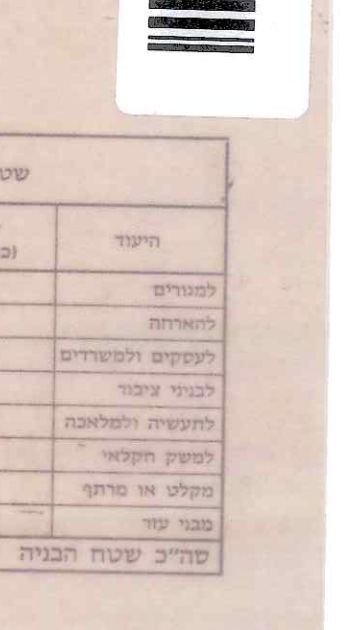 שט
היעוד
(כ
למגורים
להארחה
לעסקים ולמשרדים
לבניני ציבור
לתעשיה ולמלאכה
למשק חקלאי
מקלט או מרתף
מבני עזר
סה"כ שטח הבניה